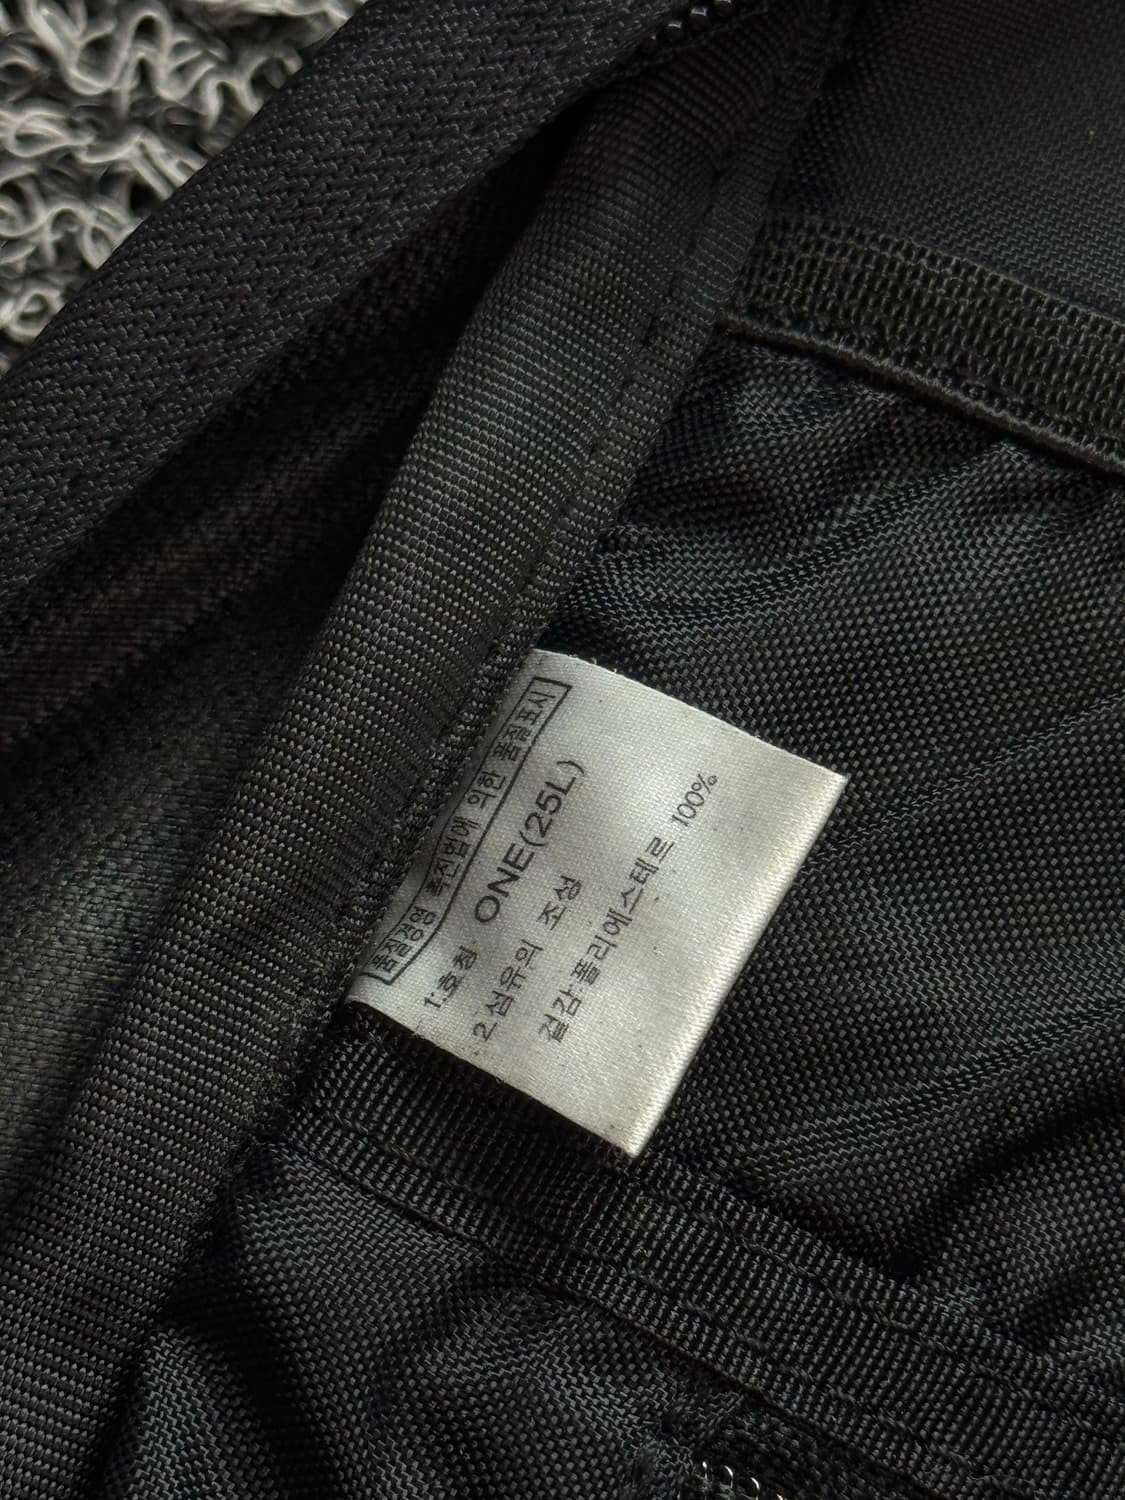 품질경영 촉진법에 의한 품질표시
1.호칭 ONE(25L)
2.섬유의 조성
겉감:폴리에스테르 100%